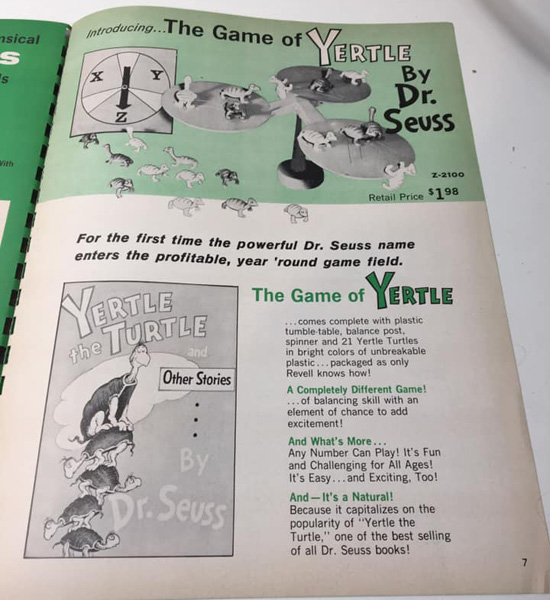 nsical
s
ls
With
Introducing...The Game of YERTLE
By
Dr.
Seuss
X Y
Z
Z-2100
Retail Price $1.98
For the first time the powerful Dr. Seuss name
enters the profitable, year 'round game field.
YERTLE
the TURTLE
and
Other Stories
By
Dr. Seuss
The Game of YERTLE
...comes complete with plastic
tumble-table, balance post,
spinner and 21 Yertle Turtles
in bright colors of unbreakable
plastic...packaged as only
Revell knows how!
A Completely Different Game!
...of balancing skill with an
element of chance to add
excitement!
And What's More...
Any Number Can Play! It's Fun
and Challenging for All Ages!
It's Easy...and Exciting, Too!
And—It's a Natural!
Because it capitalizes on the
popularity of "Yertle the
Turtle," one of the best selling
of all Dr. Seuss books!
7